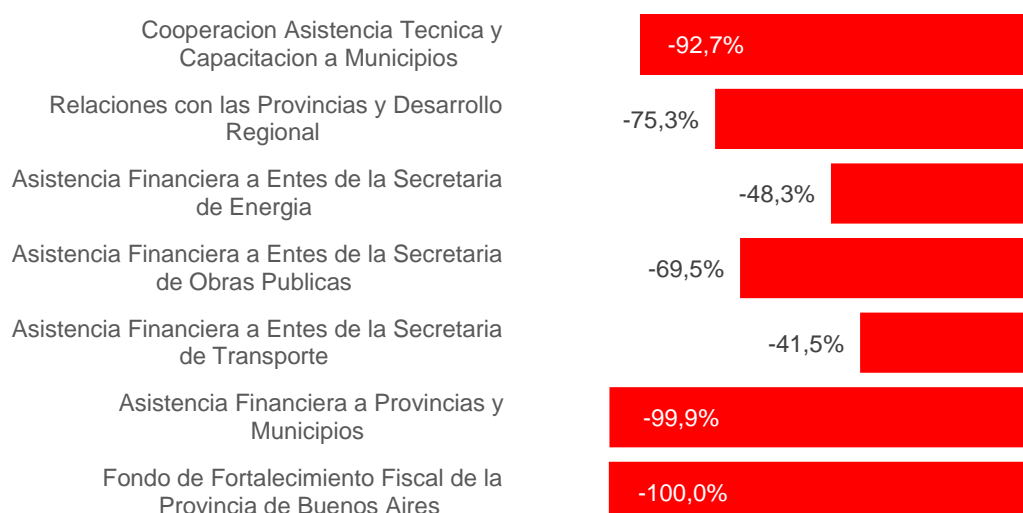 Cooperacion Asistencia Tecnica y
Capacitacion a Municipios
-92,7%
Relaciones con las Provincias y Desarrollo
Regional
-75,3%
Asistencia Financiera a Entes de la Secretaria
de Energia
-48,3%
Asistencia Financiera a Entes de la Secretaria
de Obras Publicas
-69,5%
Asistencia Financiera a Entes de la Secretaria
de Transporte
-41,5%
Asistencia Financiera a Provincias y
Municipios
-99,9%
Fondo de Fortalecimiento Fiscal de la
Provincia de Buenos Aires
-100,0%